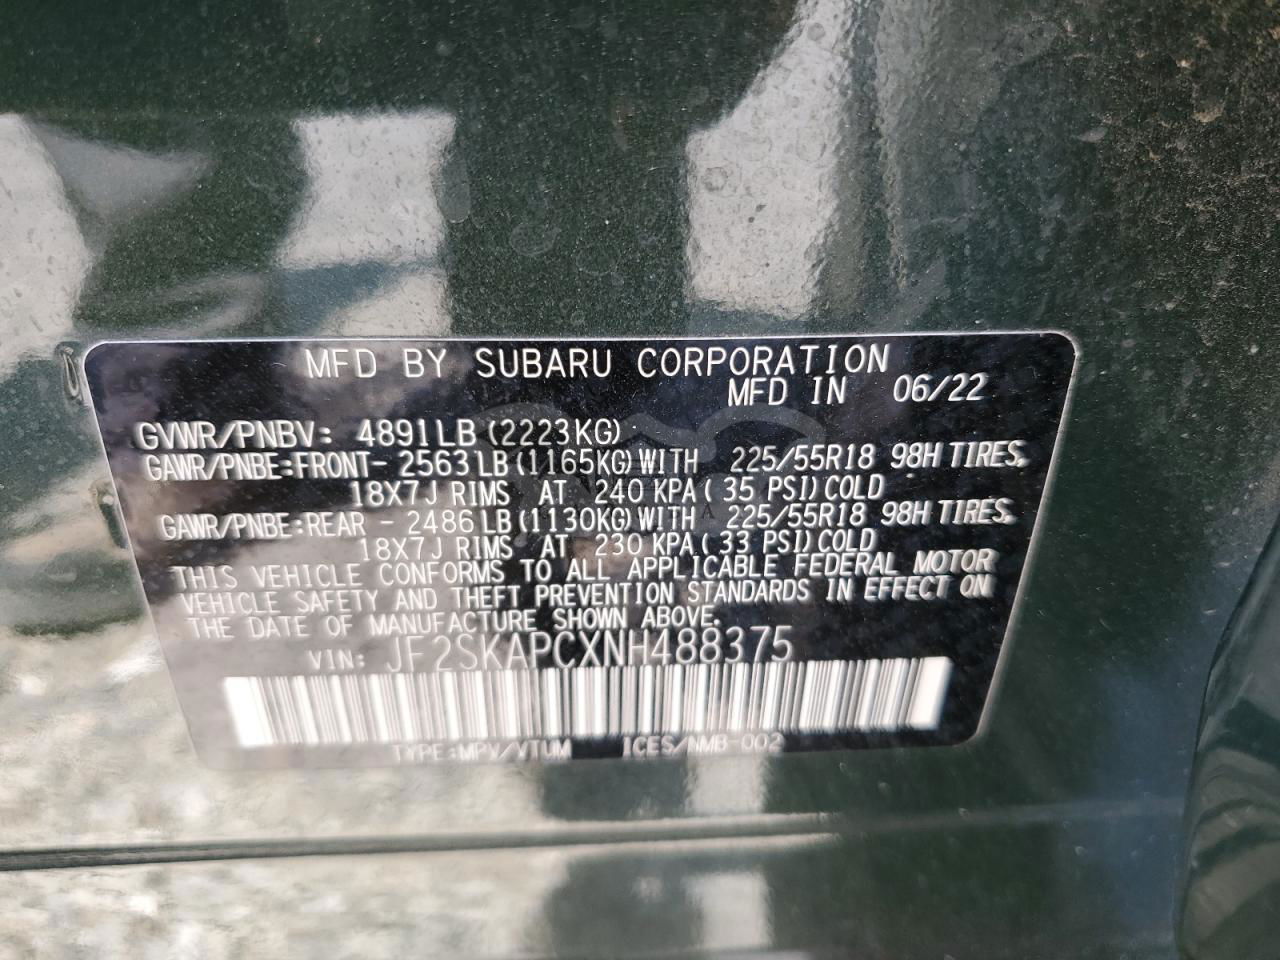 MFD BY SUBARU CORPORATION
MFD IN 06/22
GVWR/PNBV: 4891LB (2223KG)
GAWR/PNBE:FRONT- 2563LB (1165KG) WITH 225/55R18 98H TIRES,
18X7J RIMS AT 240 KPA( 35 PSI) COLD
GAWR/PNBE:REAR - 2486LB (1130KG) WITH 225/55R18 98H TIRES,
18X7J RIMS AT 230 KPA( 33 PSI) COLD
THIS VEHICLE CONFORMS TO ALL APPLICABLE FEDERAL MOTOR
VEHICLE SAFETY AND THEFT PREVENTION STANDARDS IN EFFECT ON
THE DATE OF MANUFACTURE SHOWN ABOVE.
VIN: JF2SKAPCXNH488375
TYPE:MPV/VTUM ICES/NMB-002